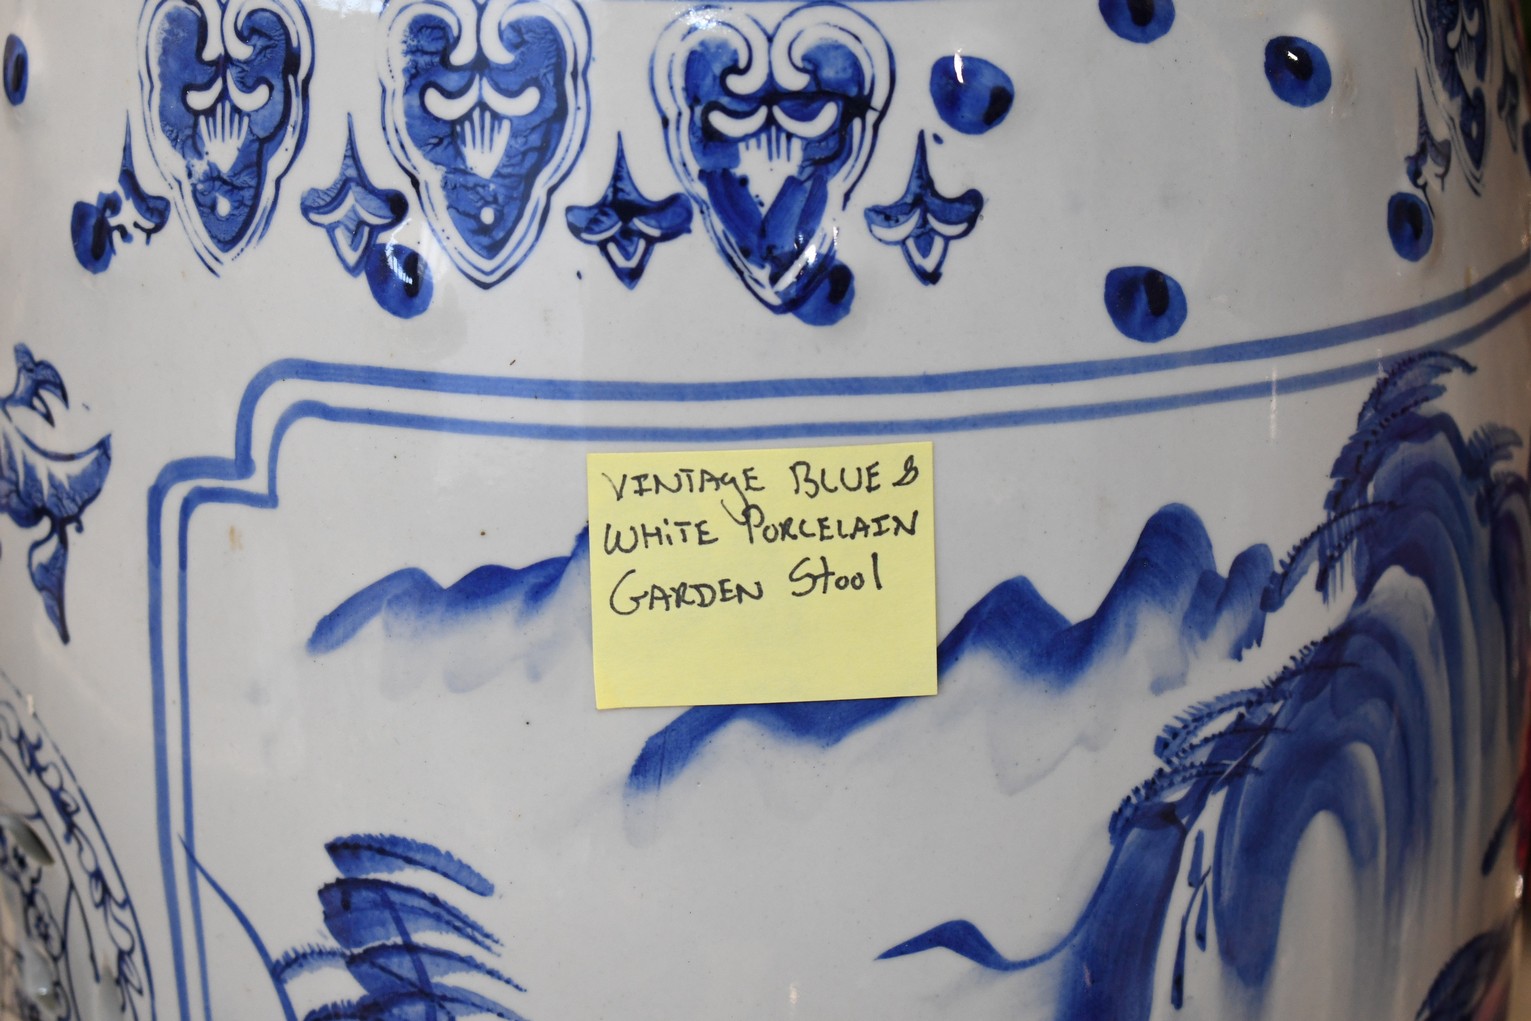 VINTAGE BLUE &
WHITE PORCELAIN
GARDEN Stool